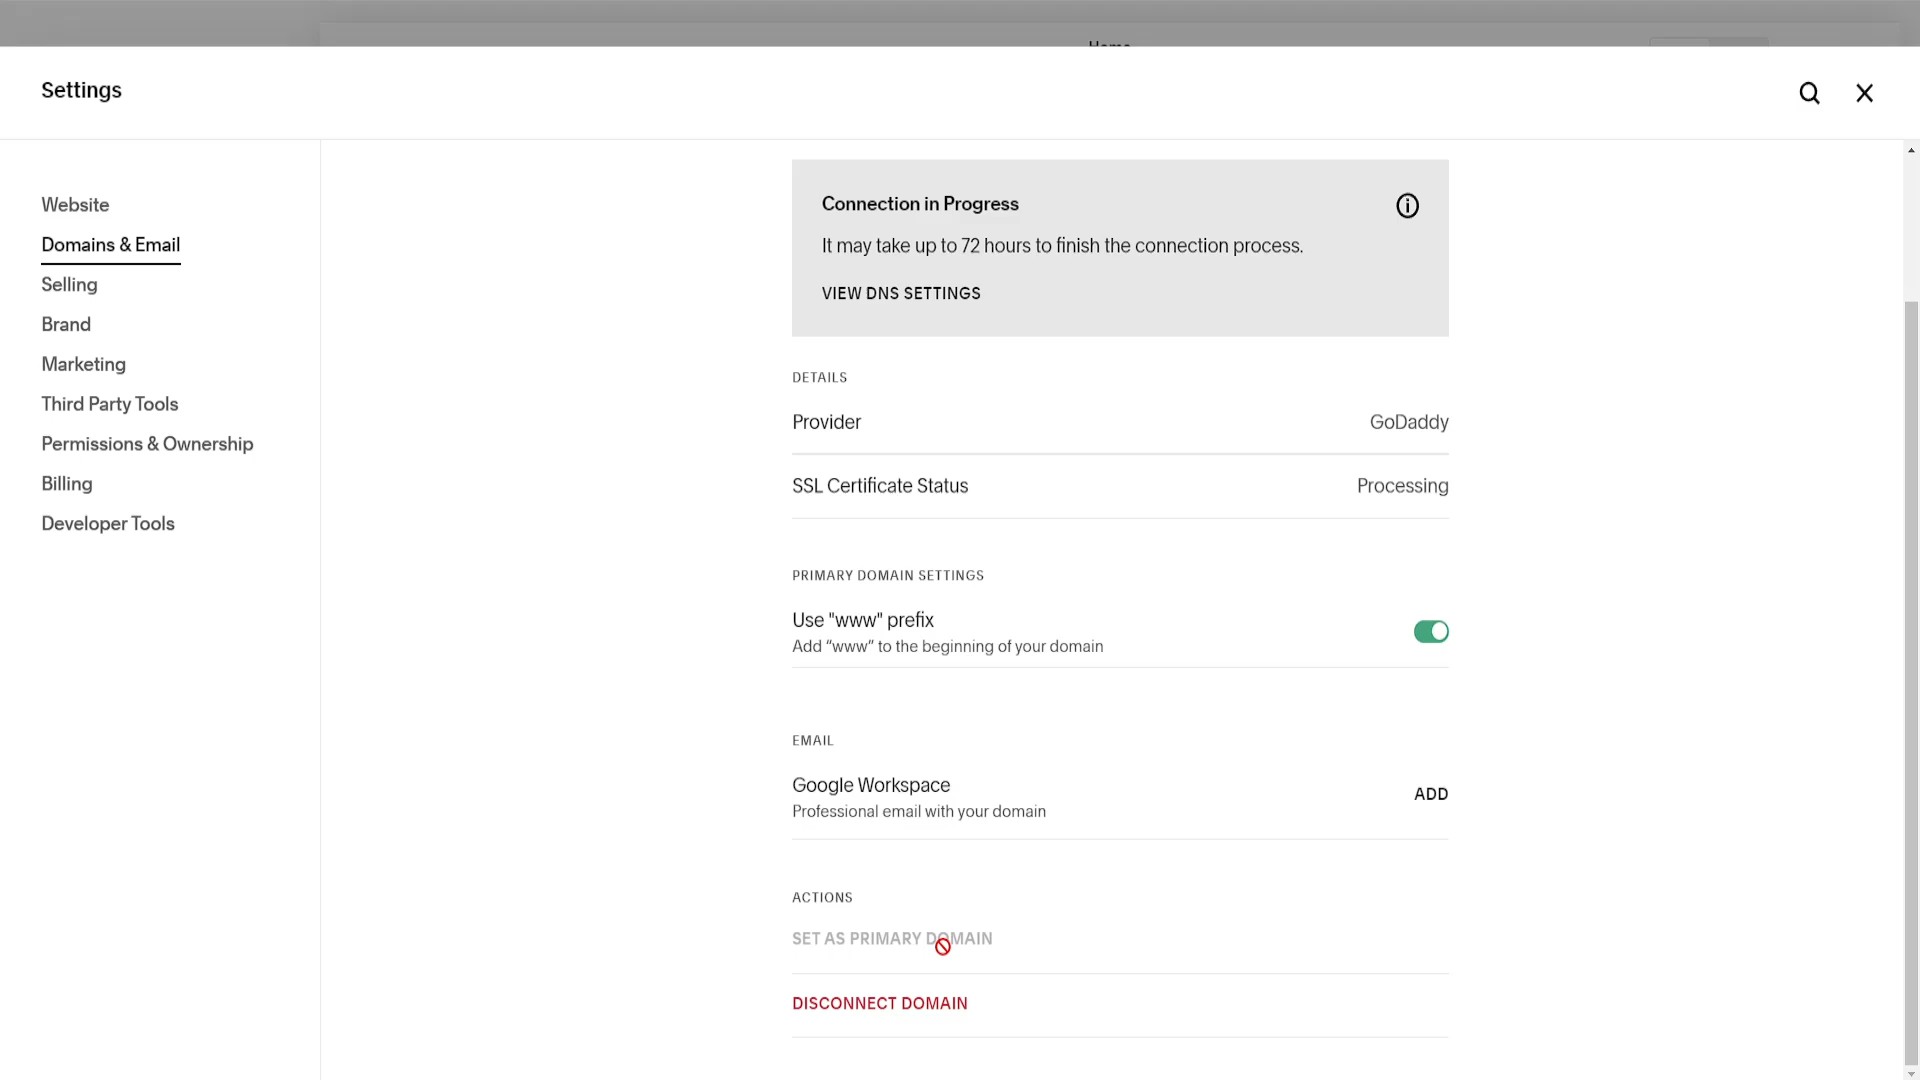 Settings
Website
Domains & Email
Selling
Brand
Marketing
Third Party Tools
Permissions & Ownership
Billing
Developer Tools
Connection in Progress
It may take up to 72 hours to finish the connection process.
VIEW DNS SETTINGS
DETAILS
Provider GoDaddy
SSL Certificate Status Processing
PRIMARY DOMAIN SETTINGS
Use "www" prefix
Add “www” to the beginning of your domain
EMAIL
Google Workspace
Professional email with your domain
ADD
ACTIONS
SET AS PRIMARY DOMAIN
DISCONNECT DOMAIN